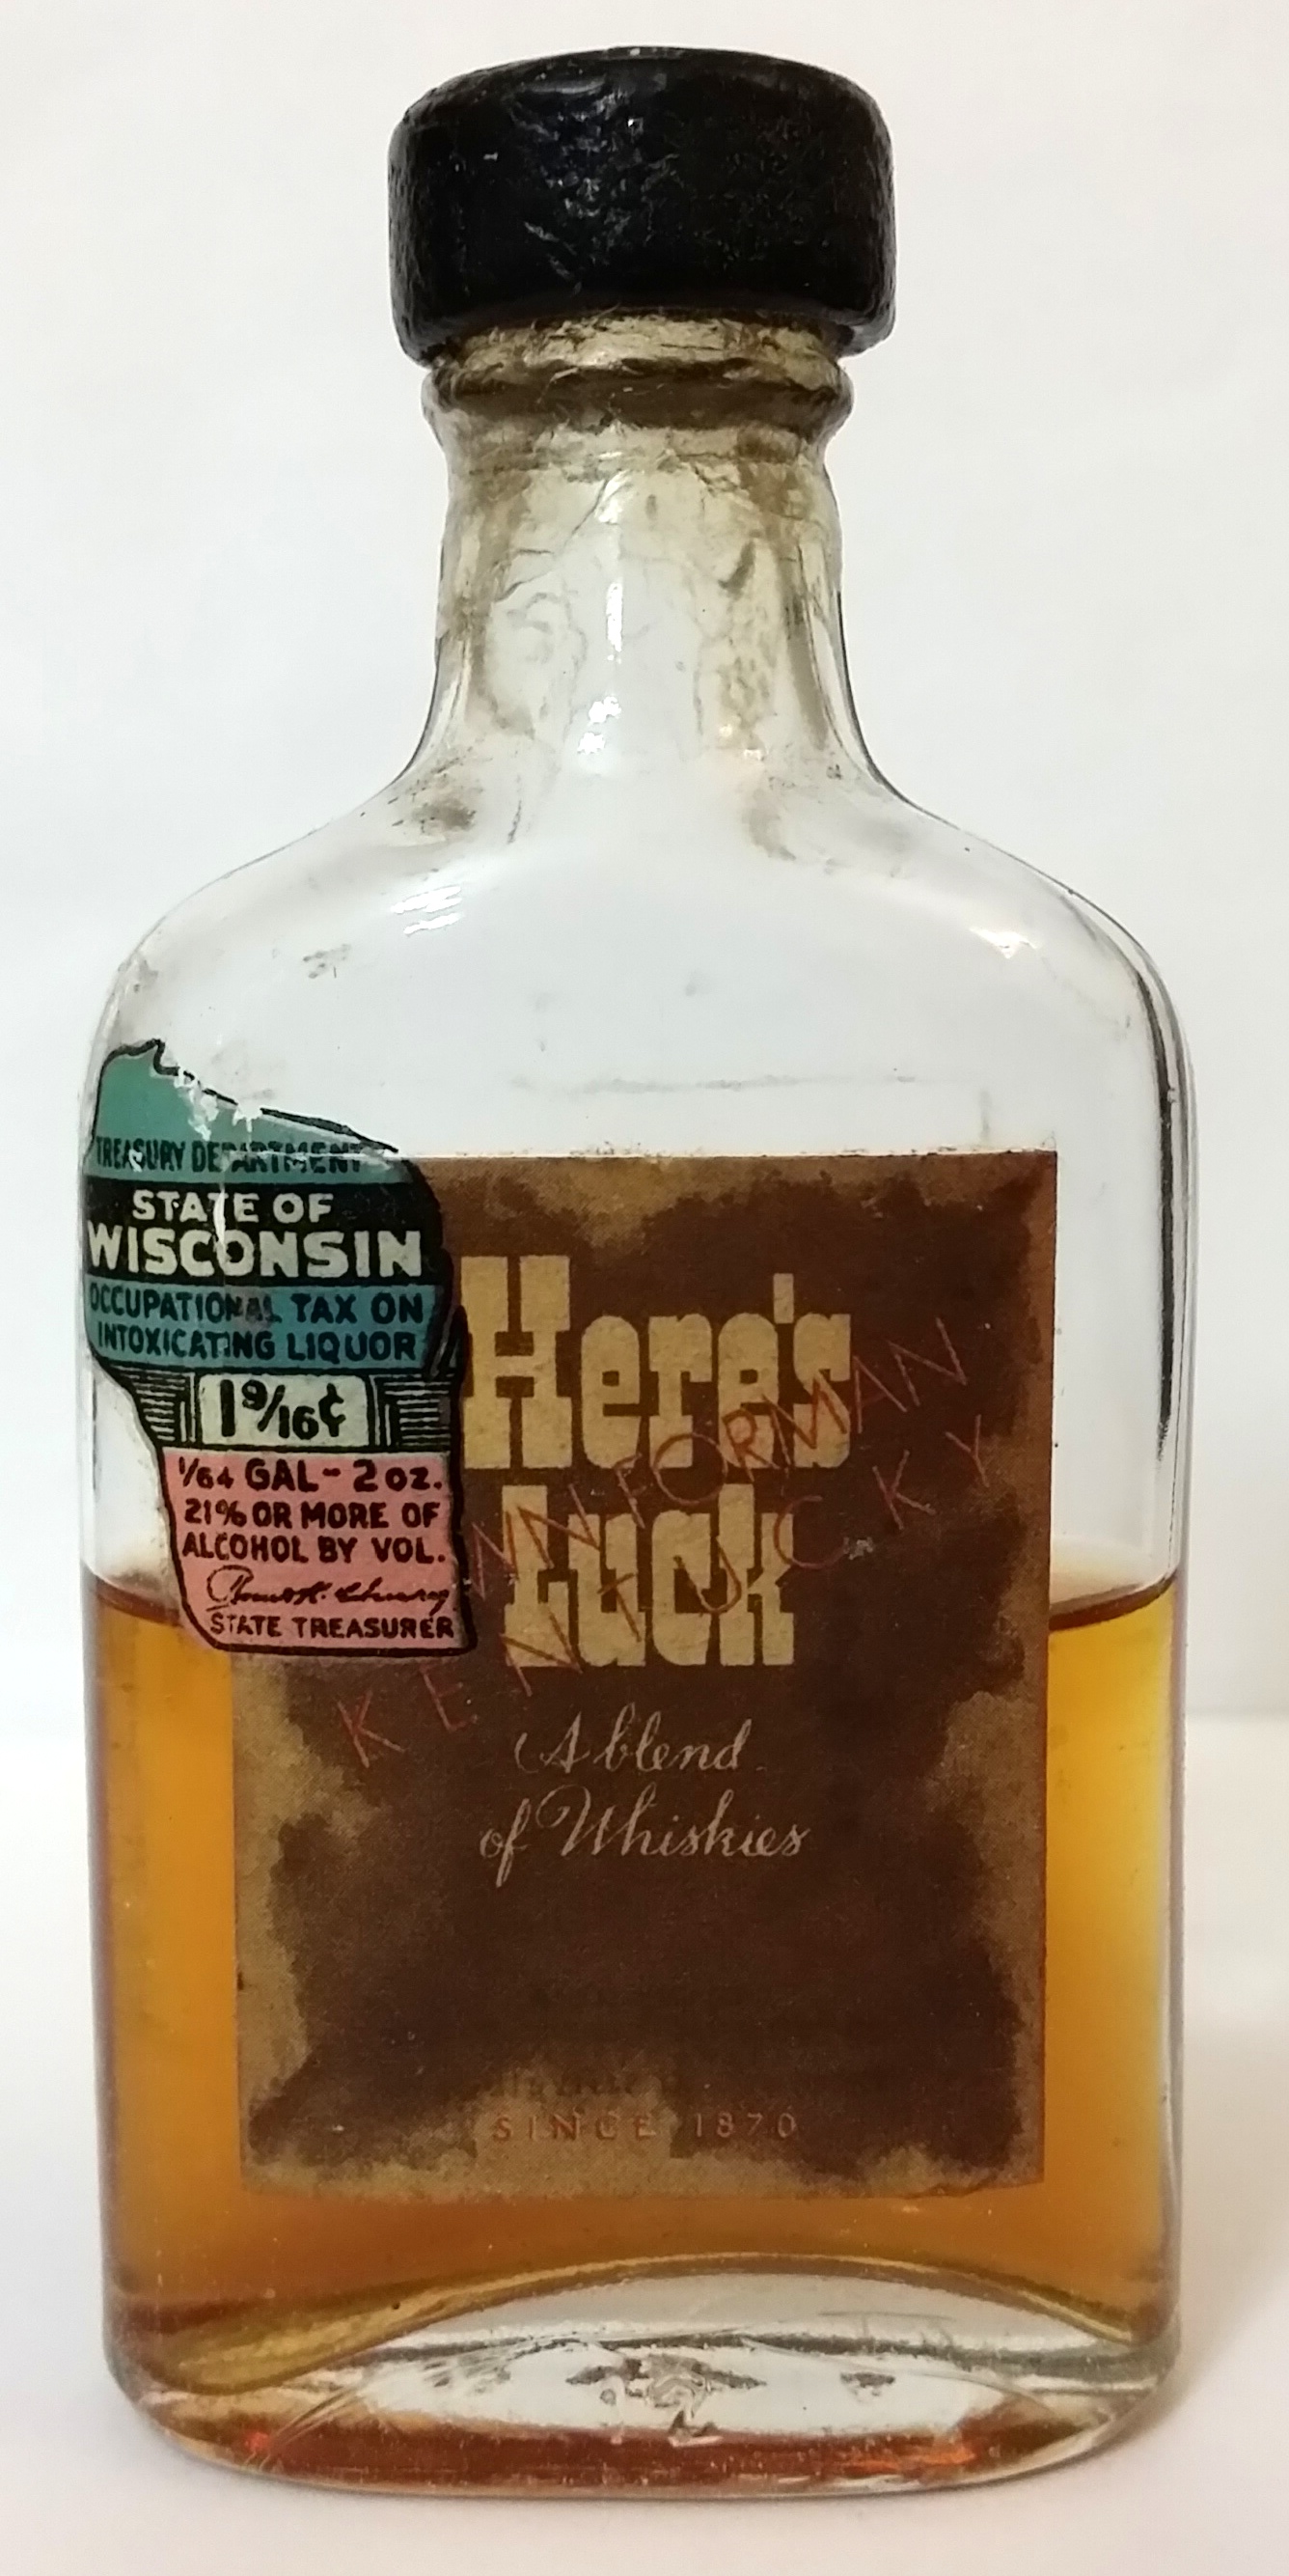 TREASURY DEPARTMENT
STATE OF
WISCONSIN
OCCUPATIONAL TAX ON
INTOXICATING LIQUOR
1 9/16¢
1/64 GAL - 2 oz.
21% OR MORE OF
ALCOHOL BY VOL.
STATE TREASURER
Here's
Luck
FORMAN
KENTUCKY
A blend
of Whiskies
SINCE 1870